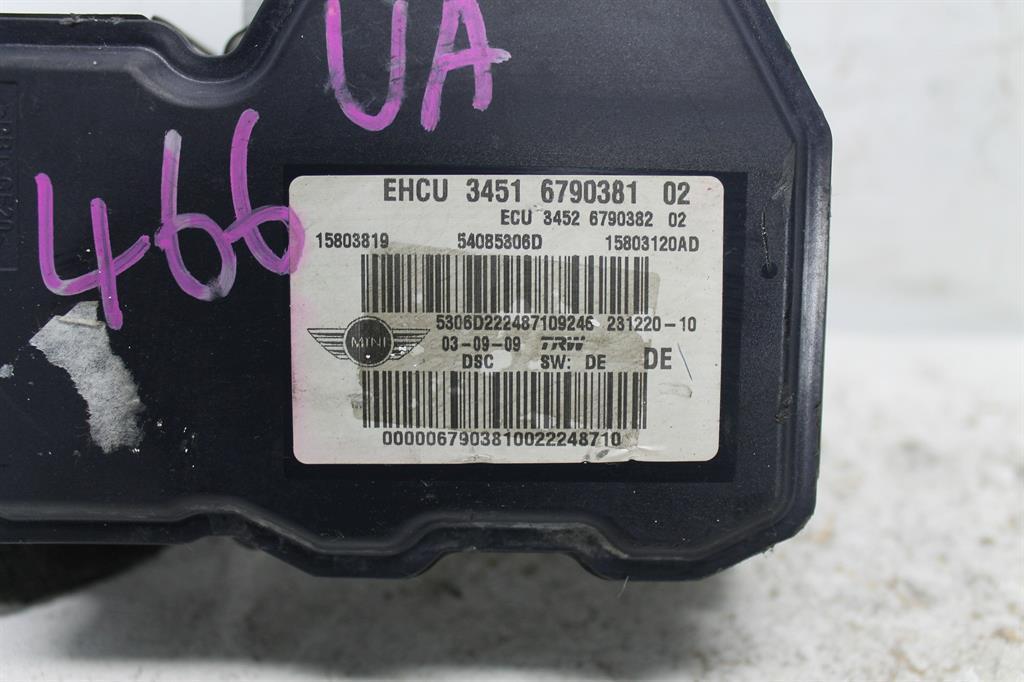 UA
466
EHCU 3451 6790381 02
ECU 3452 6790382 02
15803819 54085306D 15803120AD
5306D222487109246 231220-10
MINI 03-09-09 TRW
DSC SW: DE DE
0000067903810022248710